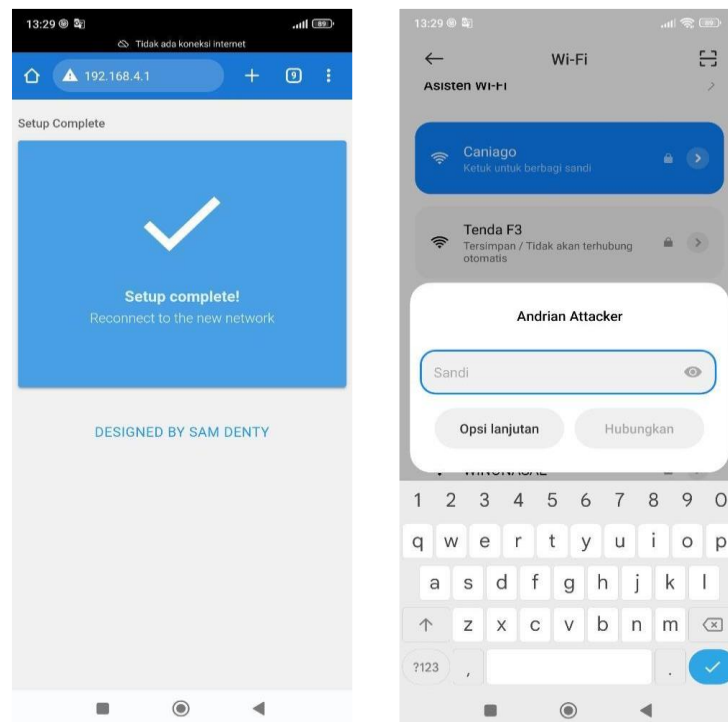 13:29
89
Tidak ada koneksi internet
192.168.4.1
9
Setup Complete
Setup complete!
Reconnect to the new network
DESIGNED BY SAM DENTY
13:29
89
Wi-Fi
Asisten Wi-Fi
Caniago
Ketuk untuk berbagi sandi
Tenda F3
Tersimpan / Tidak akan terhubung
otomatis
Andrian Attacker
Sandi
Opsi lanjutan
Hubungkan
1 2 3 4 5 6 7 8 9 0
q w e r t y u i o p
a s d f g h j k l
z x c v b n m
?123 , .